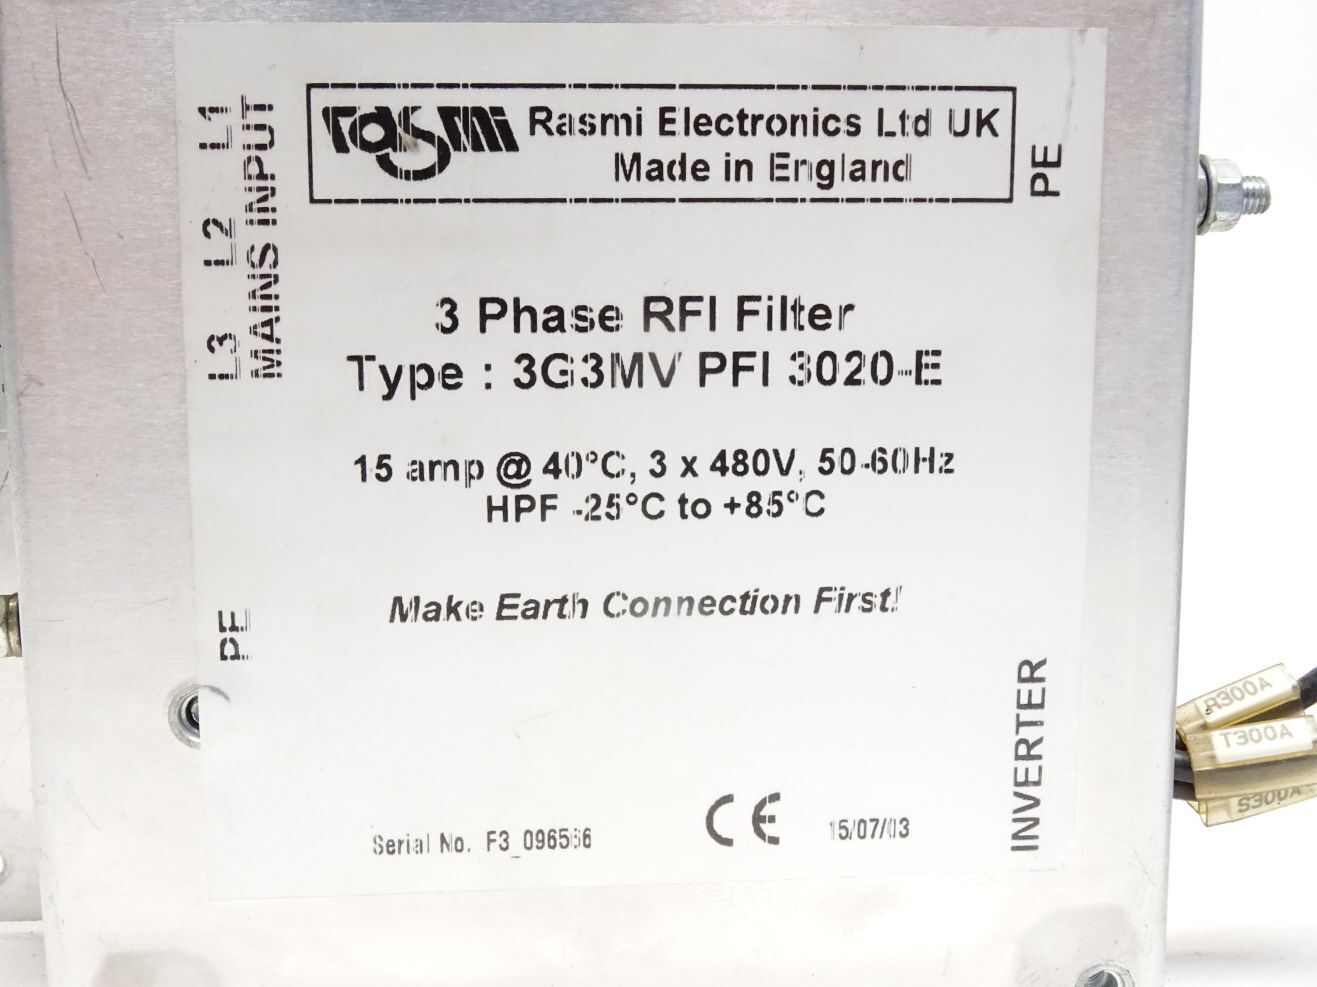 rasmi Rasmi Electronics Ltd UK
Made in England
L1
L2
L3
MAINS INPUT
PE
3 Phase RFI Filter
Type : 3G3MV PFI 3020-E
15 amp @ 40°C, 3 x 480V, 50-60Hz
HPF -25°C to +85°C
Make Earth Connection First!
PE
INVERTER
R300A
T300A
S300A
Serial No. F3_096566
CE
15/07/03